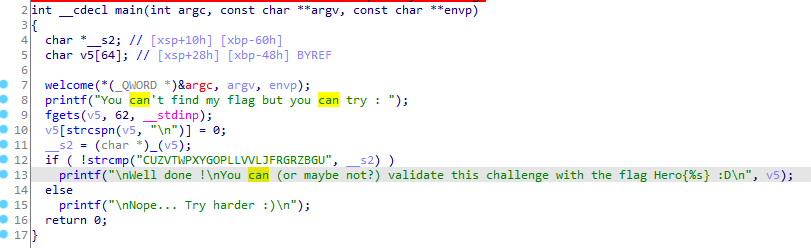 2 int __cdecl main(int argc, const char **argv, const char **envp)
3 {
4 char *__s2; // [xsp+10h] [xbp-60h]
5 char v5[64]; // [xsp+28h] [xbp-48h] BYREF
6
7 welcome(*(_QWORD *)&argc, argv, envp);
8 printf("You can't find my flag but you can try : ");
9 fgets(v5, 62, __stdinp);
10 v5[strcspn(v5, "\n")] = 0;
11 __s2 = (char *)_(v5);
12 if ( !strcmp("CUZVTWPXYGOPLLVVLJFRGRZBGU", __s2) )
13 printf("\nWell done !\nYou can (or maybe not?) validate this challenge with the flag Hero{%s} :D\n", v5);
14 else
15 printf("\nNope... Try harder :)\n");
16 return 0;
17 }